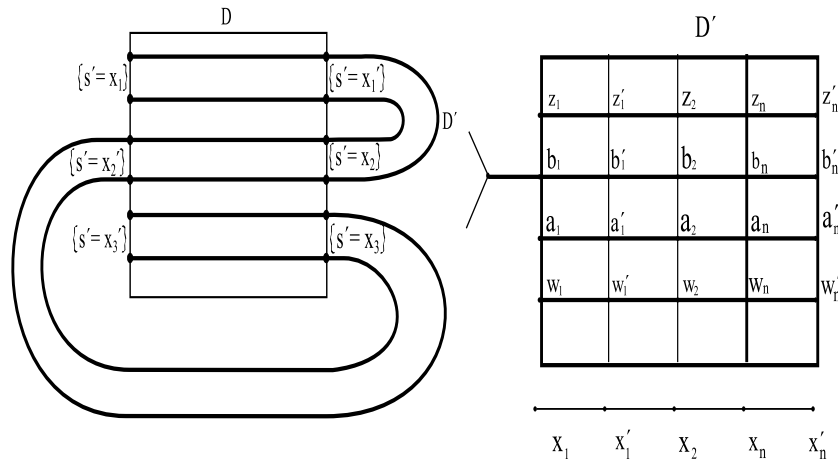 D
{s′= x₁}
{s′= x₁′}
D′
{s′= x₂′}
{s′= x₂}
{s′= x₃′}
{s′= x₃}
D′
z₁ z₁′ z₂ zₙ zₙ′
b₁ b₁′ b₂ bₙ bₙ′
a₁ a₁′ a₂ aₙ aₙ′
w₁ w₁′ w₂ wₙ
x₁ x₁′ x₂ xₙ xₙ′